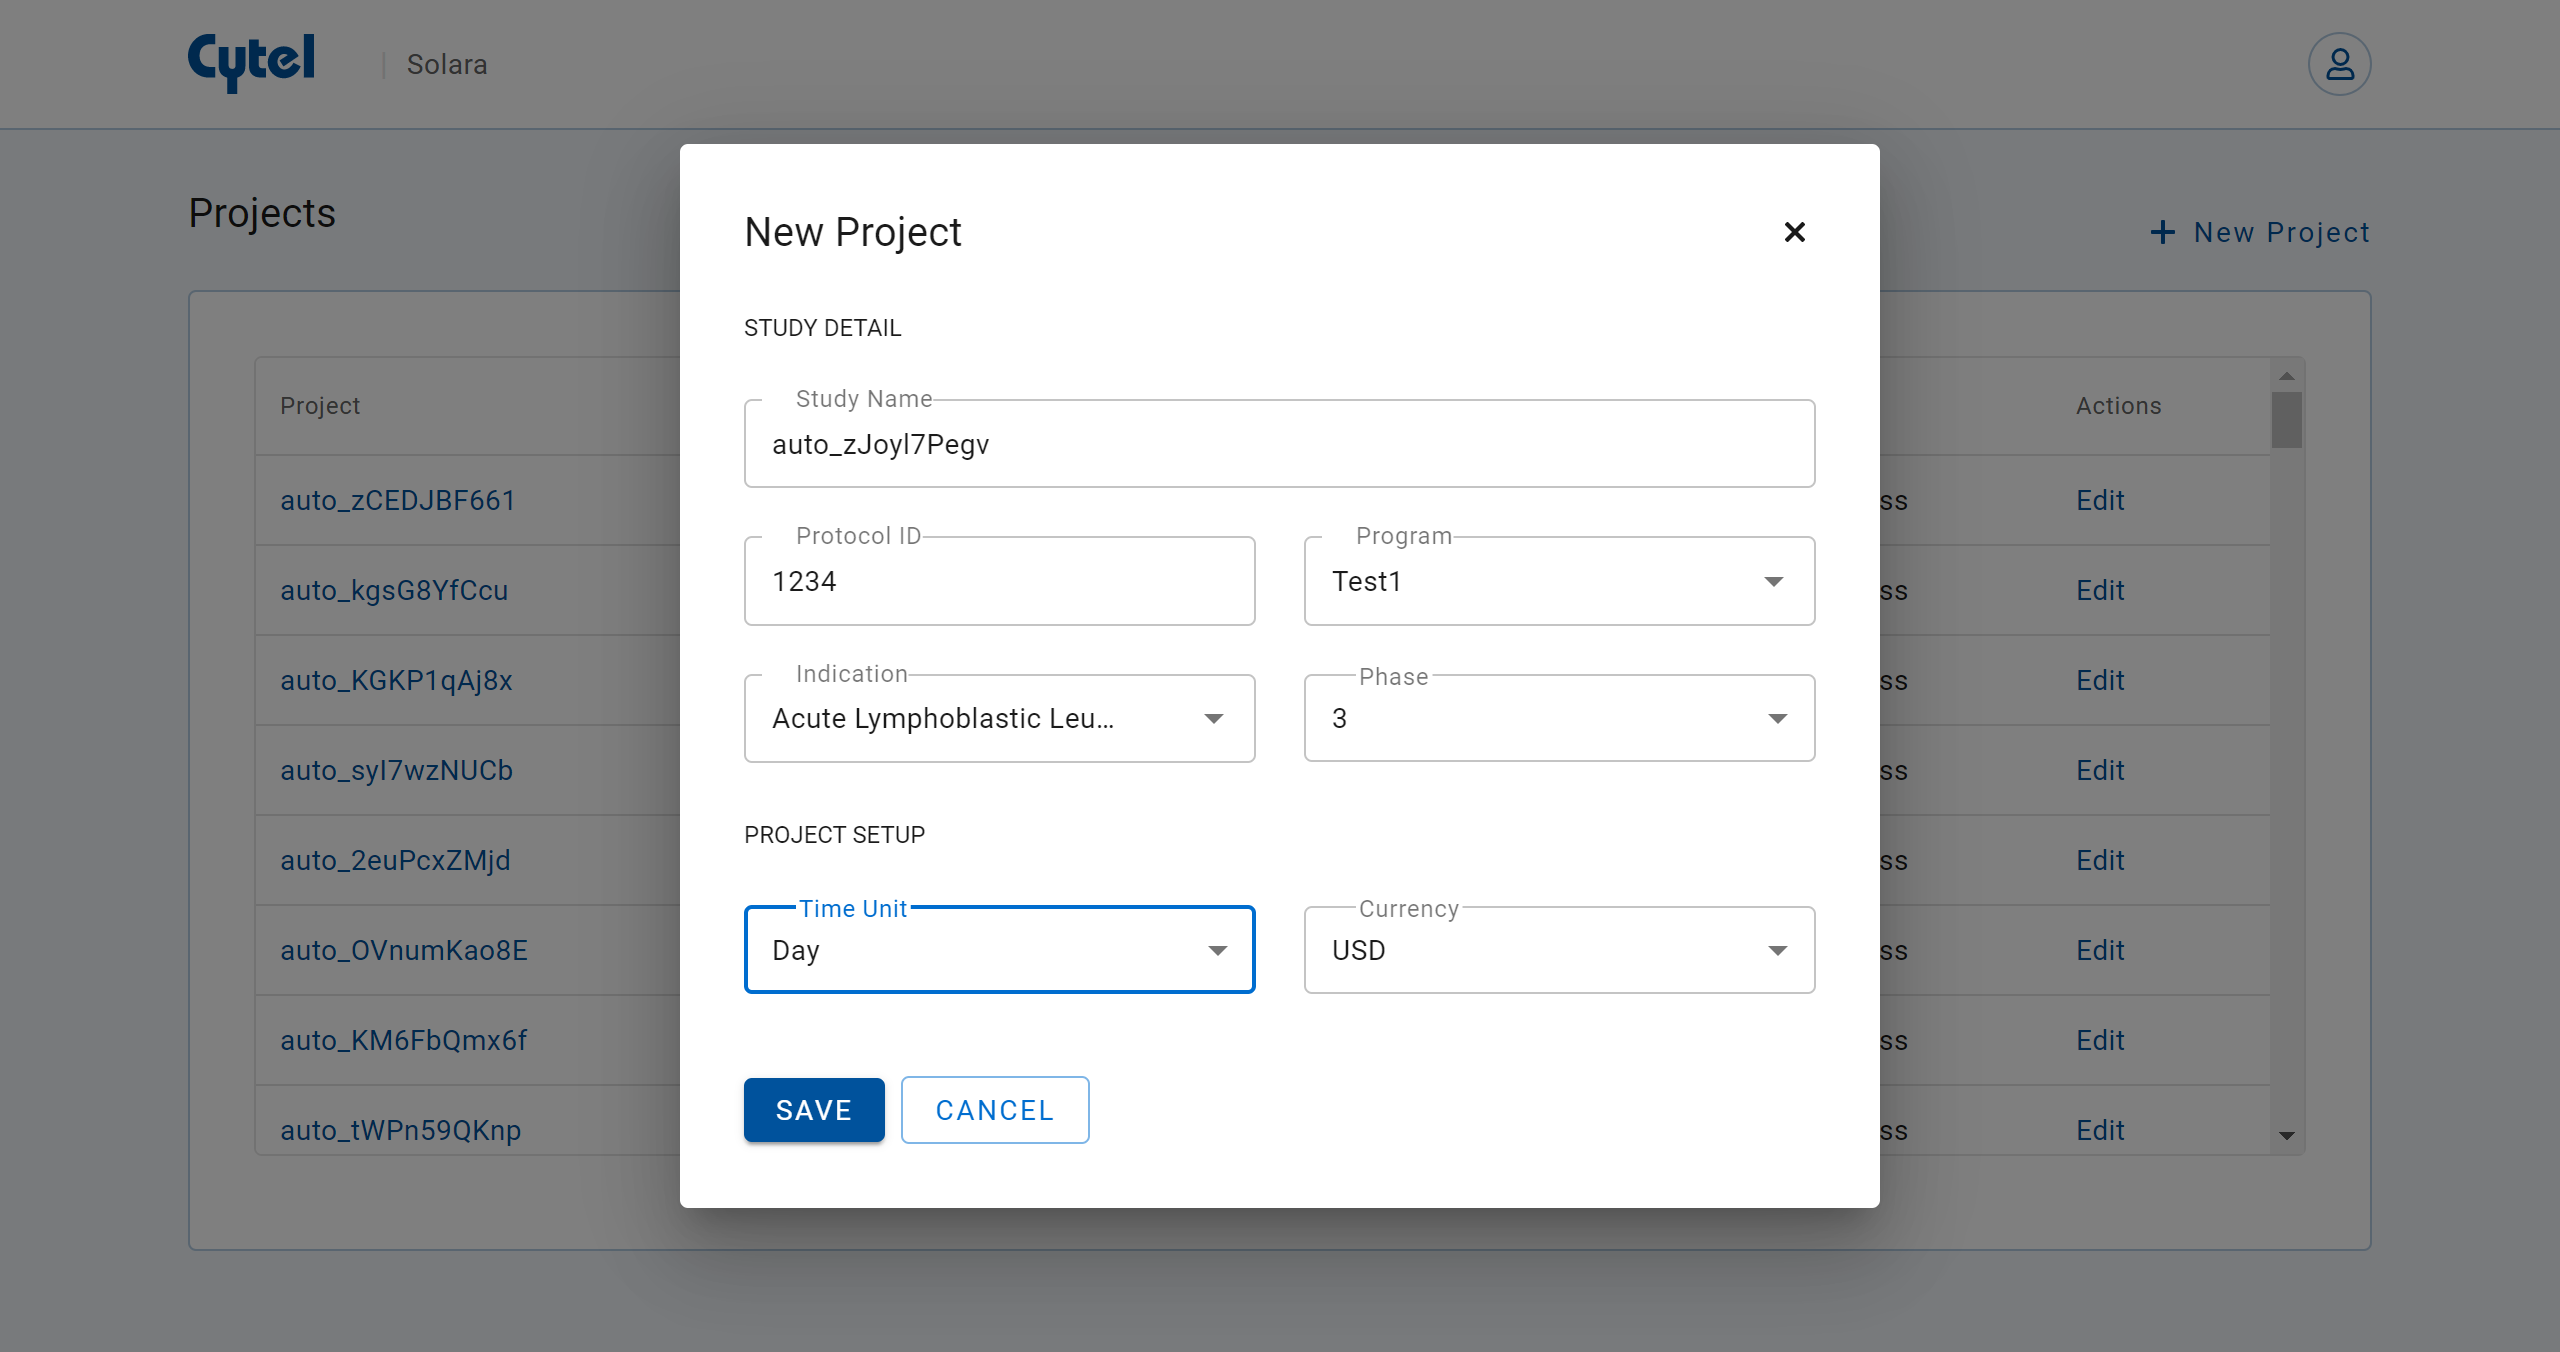 Cytel
Solara
Projects
New Project
Project
Actions
auto_zCEDJBF661
ss
Edit
auto_kgsG8YfCcu
ss
Edit
auto_KGKP1qAj8x
ss
Edit
auto_syI7wzNUCb
ss
Edit
auto_2euPcxZMjd
ss
Edit
auto_OVnumKao8E
ss
Edit
auto_KM6FbQmx6f
ss
Edit
auto_tWPn59QKnp
ss
Edit
New Project
STUDY DETAIL
Study Name
auto_zJoyl7Pegv
Protocol ID
1234
Program
Test1
Indication
Acute Lymphoblastic Leu...
Phase
3
PROJECT SETUP
Time Unit
Day
Currency
USD
SAVE
CANCEL